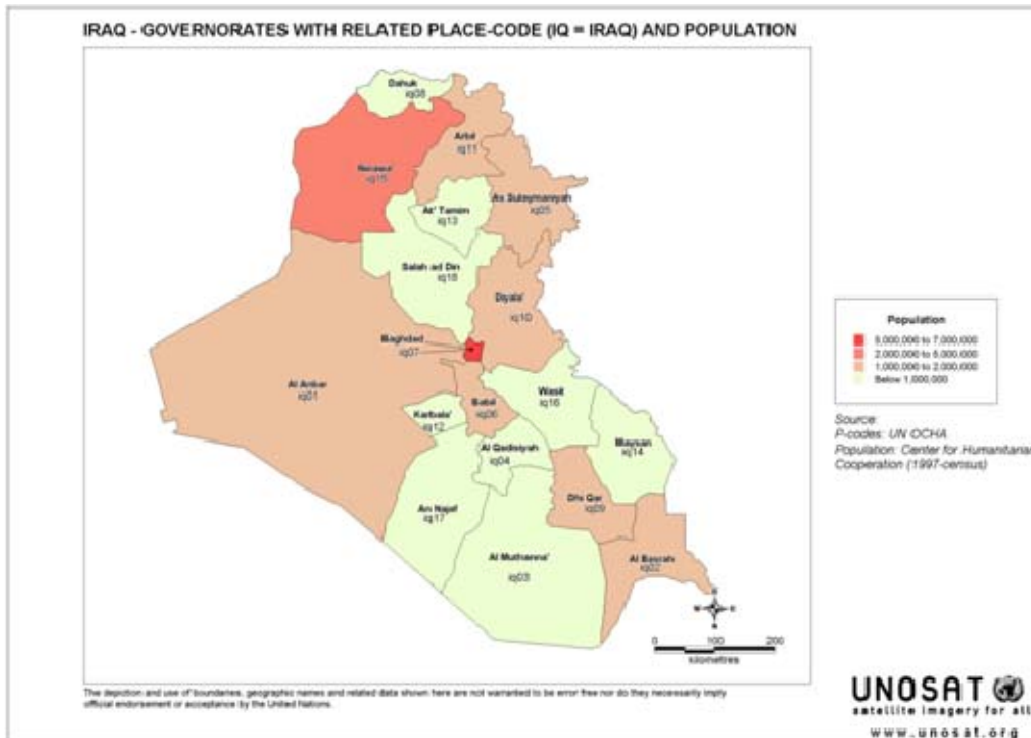 IRAQ - GOVERNORATES WITH RELATED PLACE-CODE (IQ = IRAQ) AND POPULATION
Dahuk
iq08
Arbil
iq11
iq15
As Sulaymaniyah
iq05
At' Tamim
iq13
Salah ad Din
iq18
Diyala'
iq10
Baghdad
iq07
Al Anbar
iq01
Babil
iq06
Karbala'
iq12
Wasit
iq16
Al Qadisiyah
iq04
Maysan
iq14
An Najaf
iq17
Dhi Qar
iq09
Al Muthanna'
iq03
Al Basrah
iq02
N
W E
S
0 100 200
kilometres
Population
5,000,000 to 7,000,000
2,000,000 to 5,000,000
1,000,000 to 2,000,000
Below 1,000,000
Source:
P-codes: UN OCHA
Population: Center for Humanitarian
Cooperation (1997-census)
The depiction and use of boundaries, geographic names and related data shown here are not warranted to be error free nor do they necessarily imply
official endorsement or acceptance by the United Nations.
UNOSAT
satellite imagery for all
www.unosat.org